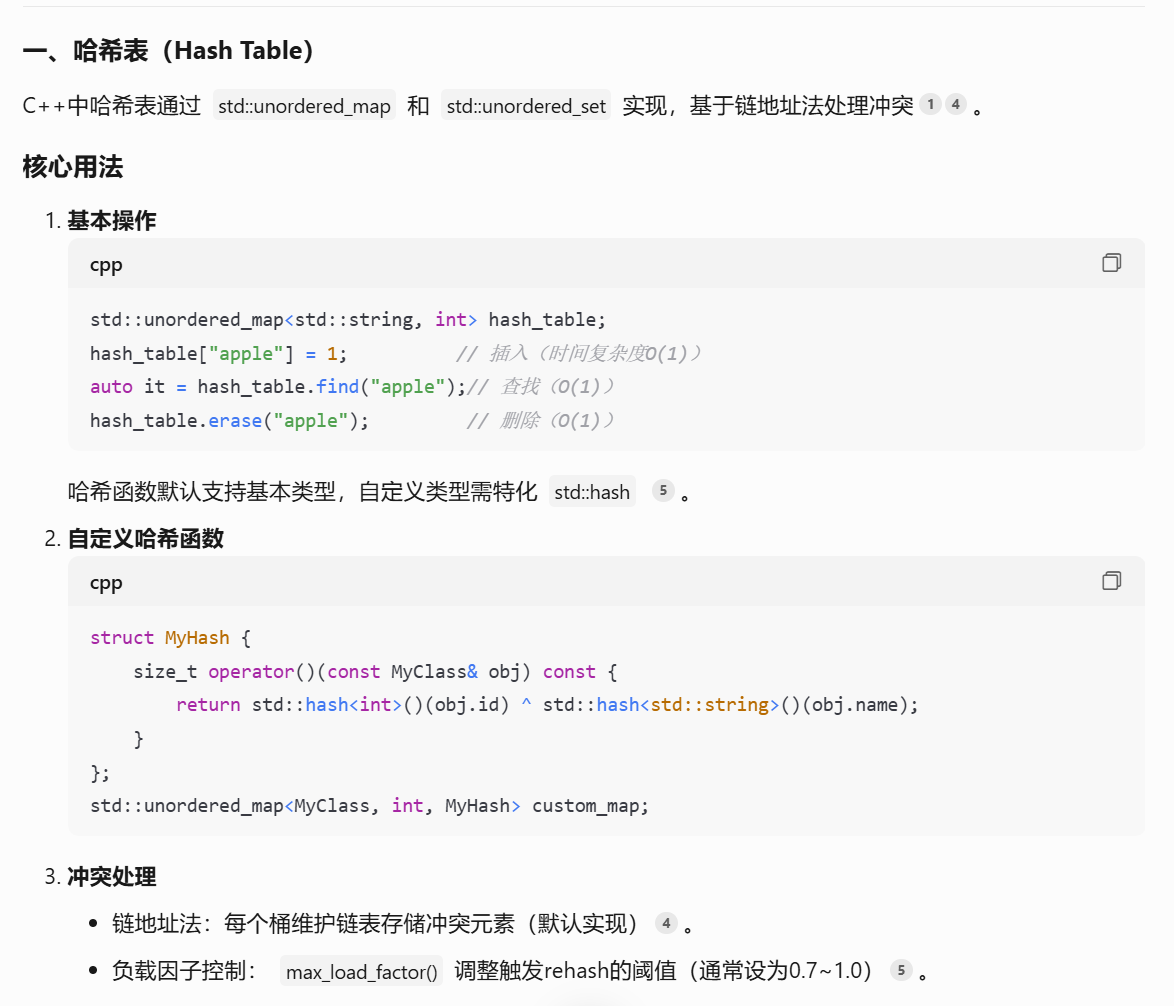 一、哈希表（Hash Table）
C++中哈希表通过 std::unordered_map 和 std::unordered_set 实现，基于链地址法处理冲突 1 4 。
核心用法
1. 基本操作
cpp
std::unordered_map<std::string, int> hash_table;
hash_table["apple"] = 1;          // 插入（时间复杂度O(1)）
auto it = hash_table.find("apple");// 查找（O(1)）
hash_table.erase("apple");         // 删除（O(1)）
哈希函数默认支持基本类型，自定义类型需特化 std::hash 5 。
2. 自定义哈希函数
cpp
struct MyHash {
    size_t operator()(const MyClass& obj) const {
        return std::hash<int>()(obj.id) ^ std::hash<std::string>()(obj.name);
    }
};
std::unordered_map<MyClass, int, MyHash> custom_map;
3. 冲突处理
• 链地址法：每个桶维护链表存储冲突元素（默认实现） 4 。
• 负载因子控制： max_load_factor() 调整触发rehash的阈值（通常设为0.7~1.0） 5 。